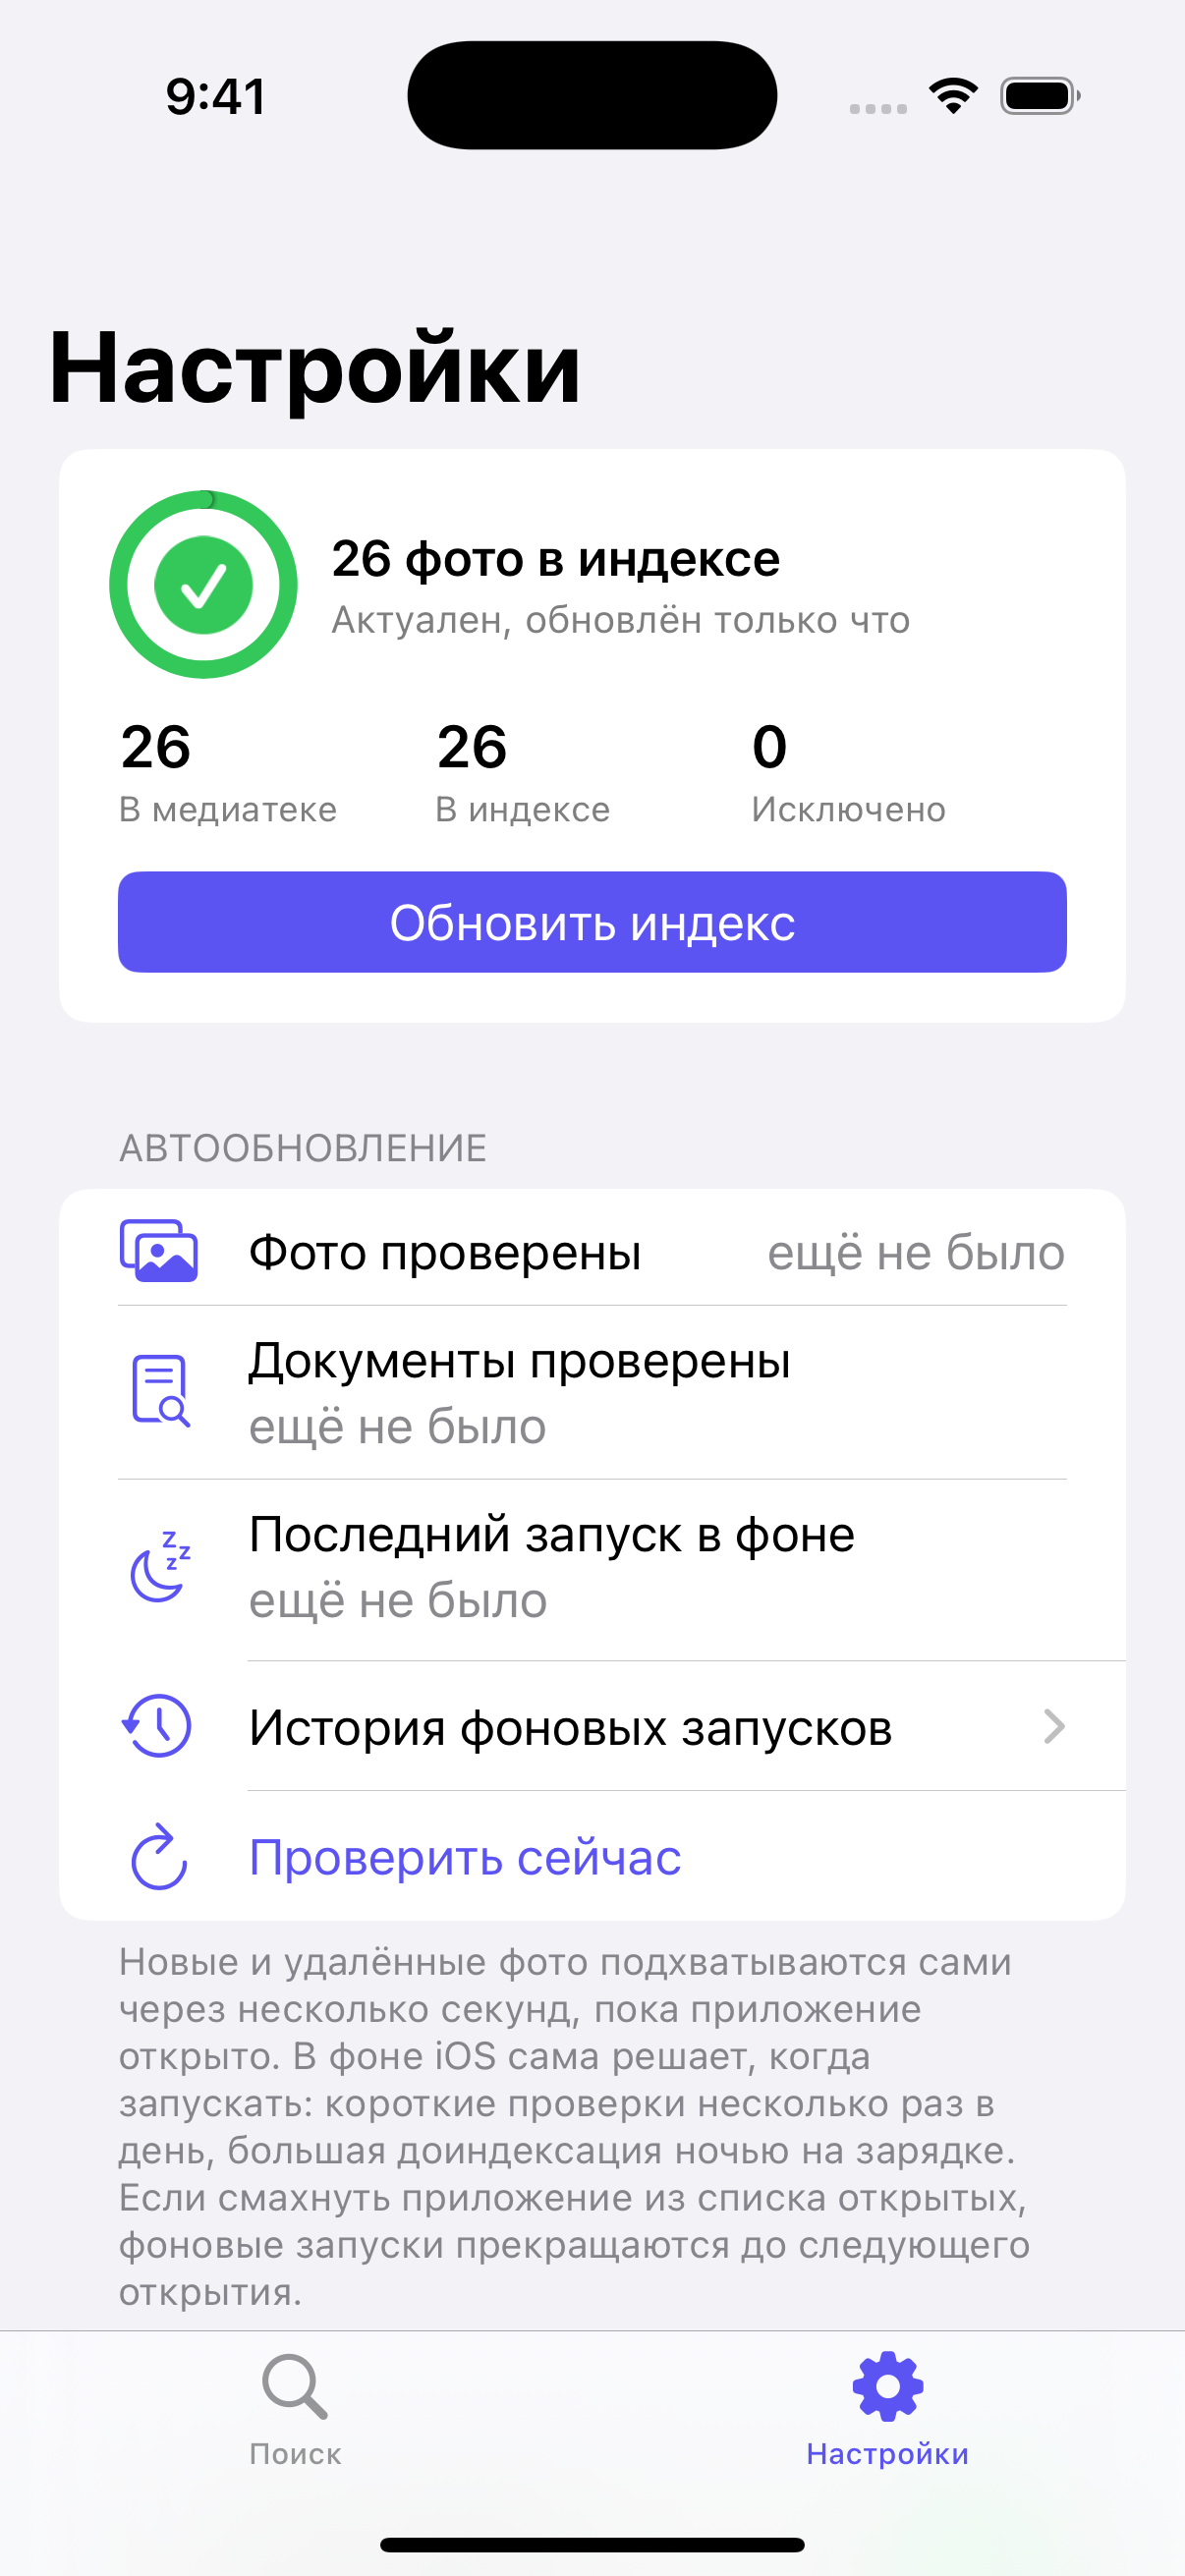 9:41
Настройки
26 фото в индексе
Актуален, обновлён только что
26
26
0
В медиатеке
В индексе
Исключено
Обновить индекс
АВТООБНОВЛЕНИЕ
Фото проверены
ещё не было
Документы проверены
ещё не было
Последний запуск в фоне
ещё не было
История фоновых запусков
Проверить сейчас
Новые и удалённые фото подхватываются сами
через несколько секунд, пока приложение
открыто. В фоне iOS сама решает, когда
запускать: короткие проверки несколько раз в
день, большая доиндексация ночью на зарядке.
Если смахнуть приложение из списка открытых,
фоновые запуски прекращаются до следующего
открытия.
Поиск
Настройки